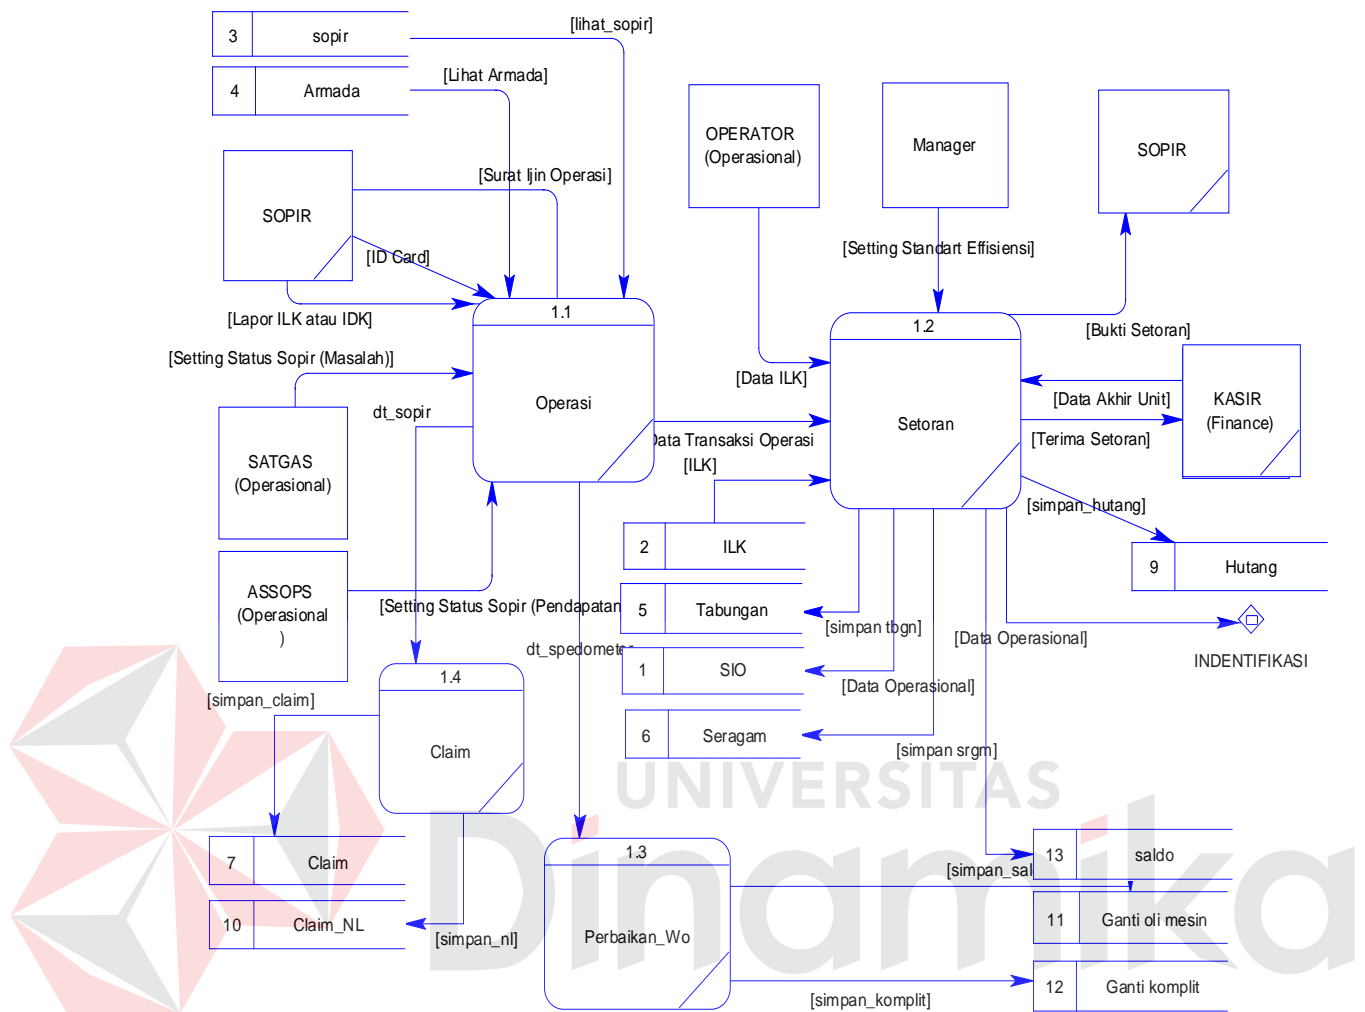 3 sopir
[lihat_sopir]
4 Armada
[Lihat Armada]
OPERATOR
(Operasional)
Manager
SOPIR
SOPIR
[Surat Ijin Operasi]
[ID Card]
[Setting Standart Effisiensi]
[Lapor ILK atau IDK]
1.1
Operasi
1.2
Setoran
[Bukti Setoran]
[Setting Status Sopir (Masalah)]
[Data ILK]
KASIR
(Finance)
[Data Akhir Unit]
[Terima Setoran]
dt_sopir
Data Transaksi Operasi
[ILK]
SATGAS
(Operasional)
[simpan_hutang]
2 ILK
9 Hutang
ASSOPS
(Operasional
)
[Setting Status Sopir (Pendapatan
5 Tabungan
[simpan tbgn]
[Data Operasional]
INDENTIFIKASI
dt_spedometer
1 SIO
[Data Operasional]
[simpan_claim]
1.4
Claim
6 Seragam
[simpan srgm]
UNIVERSITAS
Dinamika
7 Claim
10 Claim_NL
[simpan_nl]
1.3
Perbaikan_Wo
13 saldo
[simpan_sal
11 Ganti oli mesin
12 Ganti komplit
[simpan_komplit]